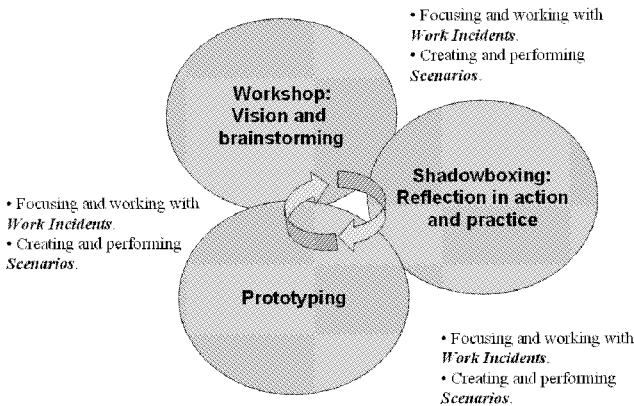 • Focusing and working with
Work Incidents.
• Creating and performing
Scenarios.
Workshop:
Vision and
brainstorming
Shadowboxing:
Reflection in action
and practice
• Focusing and working with
Work Incidents.
• Creating and performing
Scenarios.
Prototyping
• Focusing and working with
Work Incidents.
• Creating and performing
Scenarios.